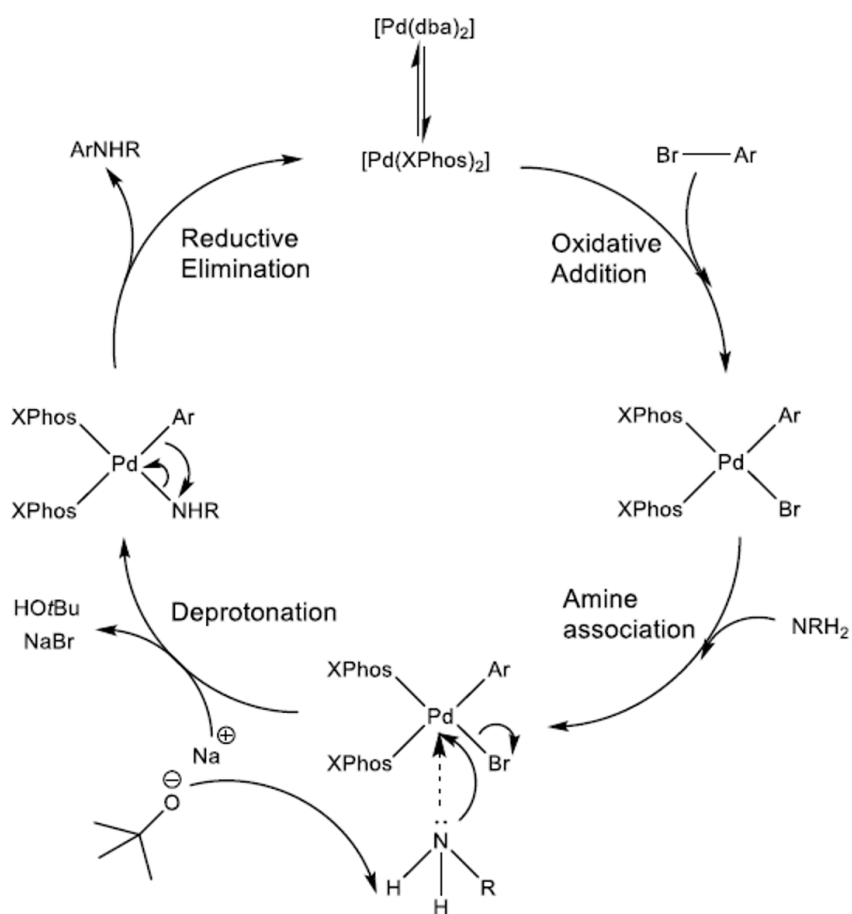 [Pd(dba)₂]
[Pd(XPhos)₂]
ArNHR
Br
Ar
Reductive
Elimination
Oxidative
Addition
XPhos
Ar
Pd
XPhos
NHR
XPhos
Ar
Pd
XPhos
Br
HOtBu
NaBr
Deprotonation
Amine
association
NRH₂
XPhos
Ar
Pd
XPhos
Br
Na ⊕
⊖
O
N
H
R
H